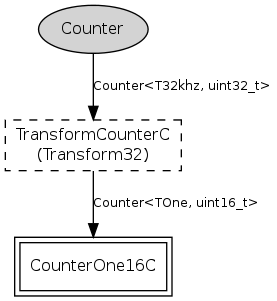 Counter
Counter<T32khz, uint32_t>
TransformCounterC
(Transform32)
Counter<TOne, uint16_t>
CounterOne16C